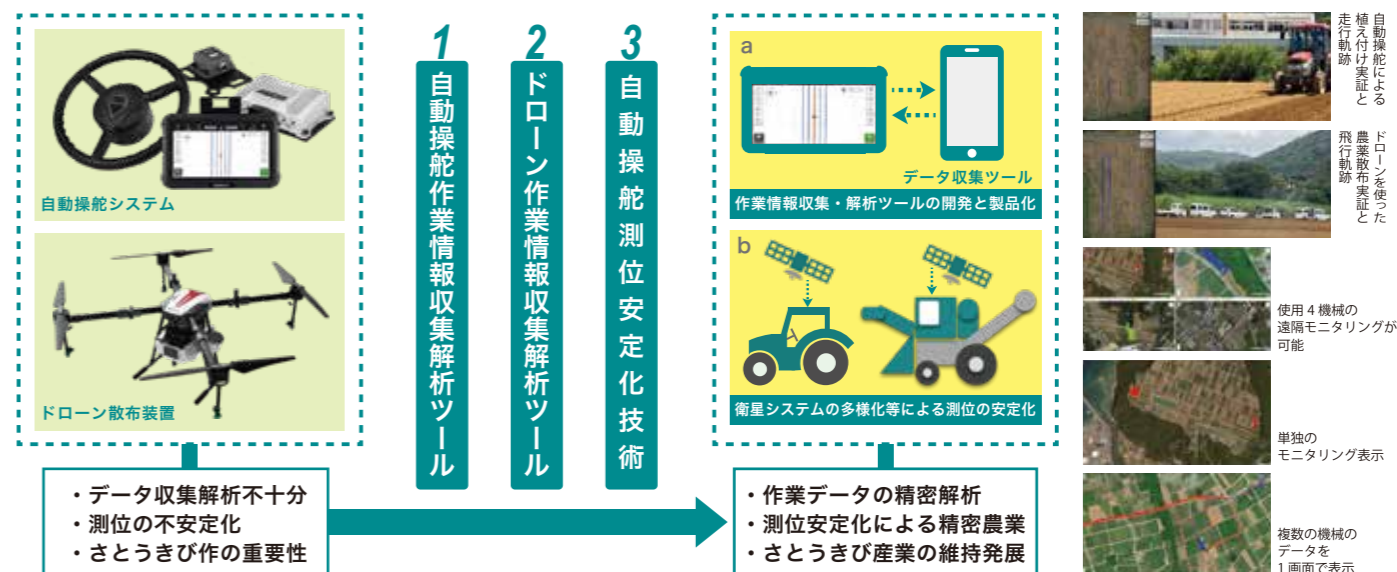 自動操舵システム
ドローン散布装置
・データ収集解析不十分
・測位の不安定化
・さとうきび作の重要性
1
自動操舵作業情報収集解析ツール
2
ドローン作業情報収集解析ツール
3
自動操舵測位安定化技術
a
データ収集ツール
作業情報収集・解析ツールの開発と製品化
b
衛星システムの多様化等による測位の安定化
・作業データの精密解析
・測位安定化による精密農業
・さとうきび産業の維持発展
自動操舵による
植え付け実証と
走行軌跡
ドローンを使った
農薬散布実証と
飛行軌跡
使用4機械の
遠隔モニタリングが
可能
単独の
モニタリング表示
複数の機械の
データを
1画面で表示